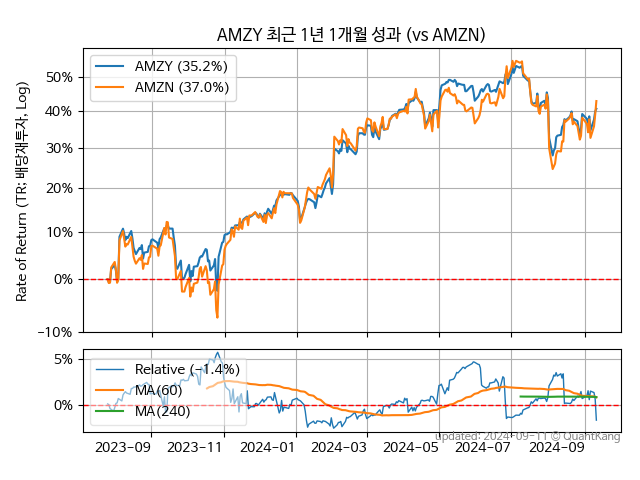 AMZY 최근 1년 1개월 성과 (vs AMZN)
Rate of Return (TR: 배당재투자, Log)
AMZY (35.2%)
AMZN (37.0%)
50%
40%
30%
20%
10%
0%
−10%
5%
0%
Relative (−1.4%)
MA(60)
MA(240)
2023−09
2023−11
2024−01
2024−03
2024−05
2024−07
2024−09
Updated: 2024−09−11 © QuantKang